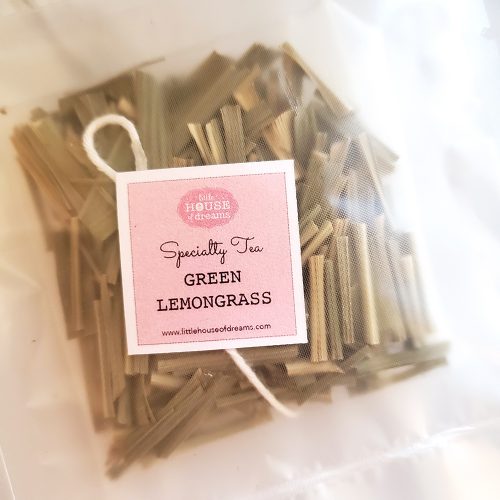 little
HOUSE
of dreams
Specialty Tea
GREEN
LEMONGRASS
www.littlehouseofdreams.com